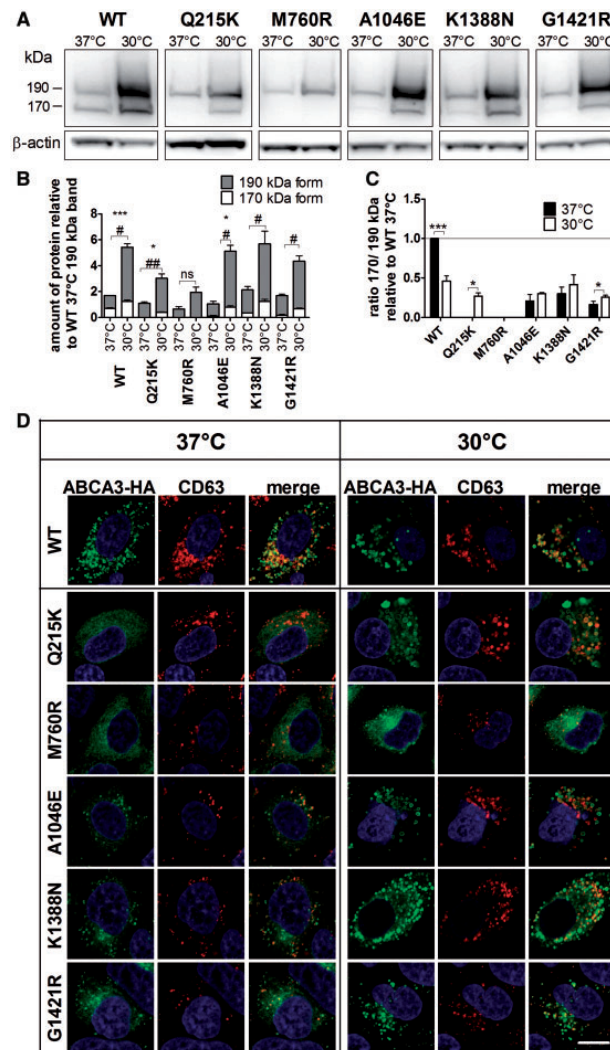 A
WT Q215K M760R A1046E K1388N G1421R
37°C 30°C 37°C 30°C 37°C 30°C 37°C 30°C 37°C 30°C 37°C 30°C
kDa
190
170
β-actin
B
190 kDa form
170 kDa form
amount of protein relative
to WT 37°C 190 kDa band
8
6
4
2
0
*** # * ## ns * # # #
37°C 30°C 37°C 30°C 37°C 30°C 37°C 30°C 37°C 30°C 37°C 30°C
WT Q215K M760R A1046E K1388N G1421R
C
37°C
30°C
ratio 170/ 190 kDa
relative to WT 37°C
1.5
1.0
0.5
0.0
*** * *
WT Q215K M760R A1046E K1388N G1421R
D
37°C 30°C
ABCA3-HA CD63 merge ABCA3-HA CD63 merge
WT
Q215K
M760R
A1046E
K1388N
G1421R